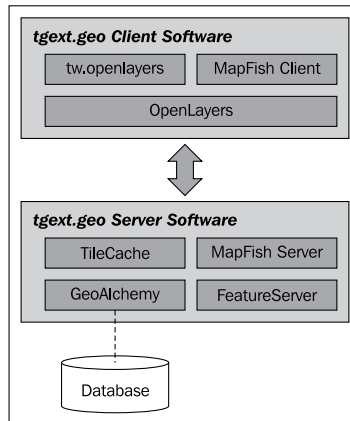 tgext.geo Client Software
tw.openlayers
MapFish Client
OpenLayers
tgext.geo Server Software
TileCache
MapFish Server
GeoAlchemy
FeatureServer
Database